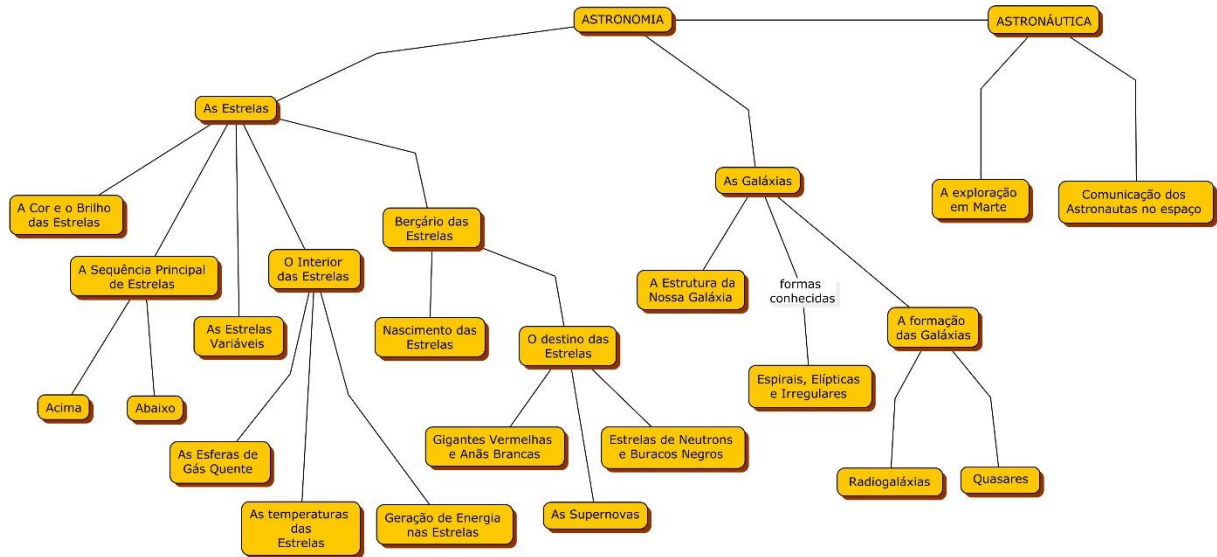 ASTRONOMIA
ASTRONÁUTICA
As Estrelas
As Galáxias
A exploração
em Marte
Comunicação dos
Astronautas no espaço
A Cor e o Brilho
das Estrelas
Berçário das
Estrelas
A Sequência Principal
de Estrelas
O Interior
das Estrelas
A Estrutura da
Nossa Galáxia
formas
conhecidas
A formação
das Galáxias
As Estrelas
Variáveis
Nascimento das
Estrelas
O destino das
Estrelas
Espirais, Elípticas
e Irregulares
Acima
Abaixo
As Esferas de
Gás Quente
Gigantes Vermelhas
e Anãs Brancas
Estrelas de Neutrons
e Buracos Negros
Radiogaláxias
Quasares
As temperaturas
das
Estrelas
Geração de Energia
nas Estrelas
As Supernovas